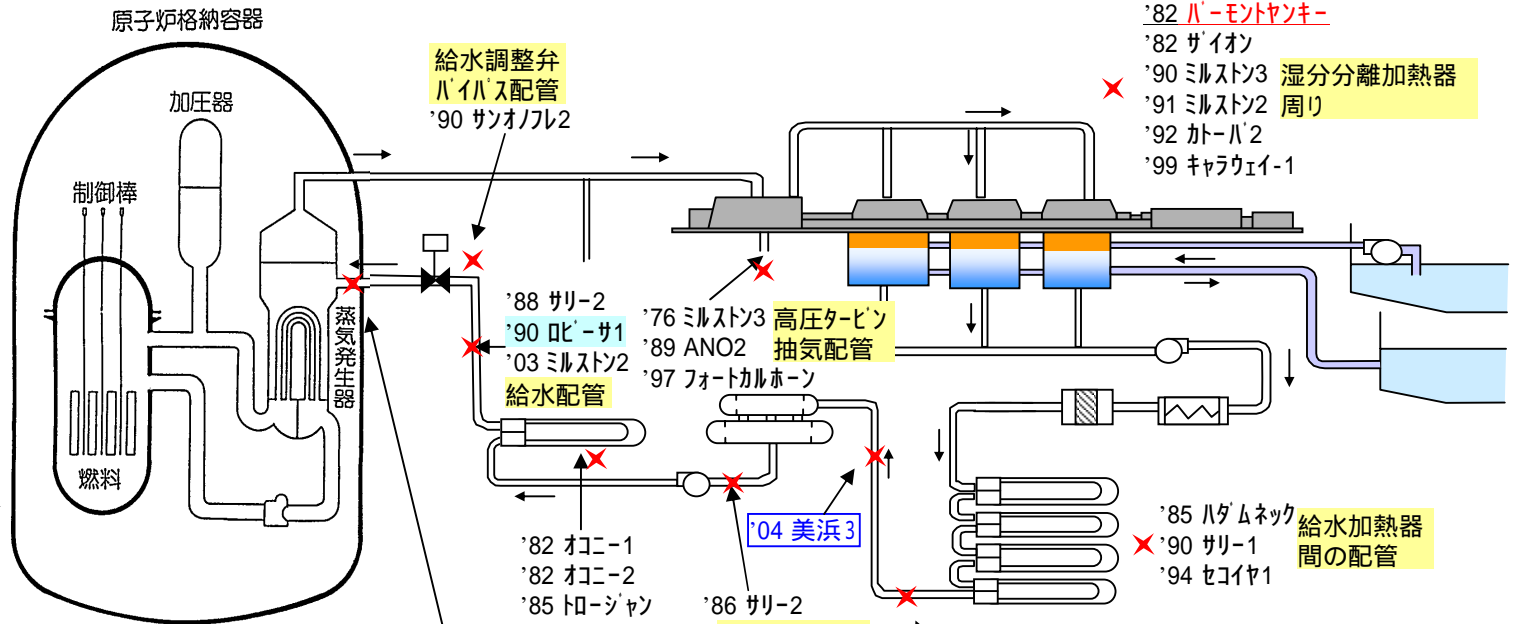 原子炉格納容器
加圧器
制御棒
燃料
蒸気発生器
給水調整弁
バイパス配管
’90 サンオノフレ2
’82 バーモントヤンキー
’82 ザイオン
’90 ミルストン3
’91 ミルストン2
’92 カトーバ2
’99 キャラウェイ-1
湿分分離加熱器
周り
’88 サリー2
’90 ロビーサ1
’03 ミルストン2
給水配管
’76 ミルストン3
’89 ANO2
’97 フォートカルホーン
高圧タービン
抽気配管
’04 美浜3
’82 オコニー1
’82 オコニー2
’85 トロージャン
’86 サリー2
’85 ハダムネック
’90 サリー1
’94 セコイヤ1
給水加熱器
間の配管